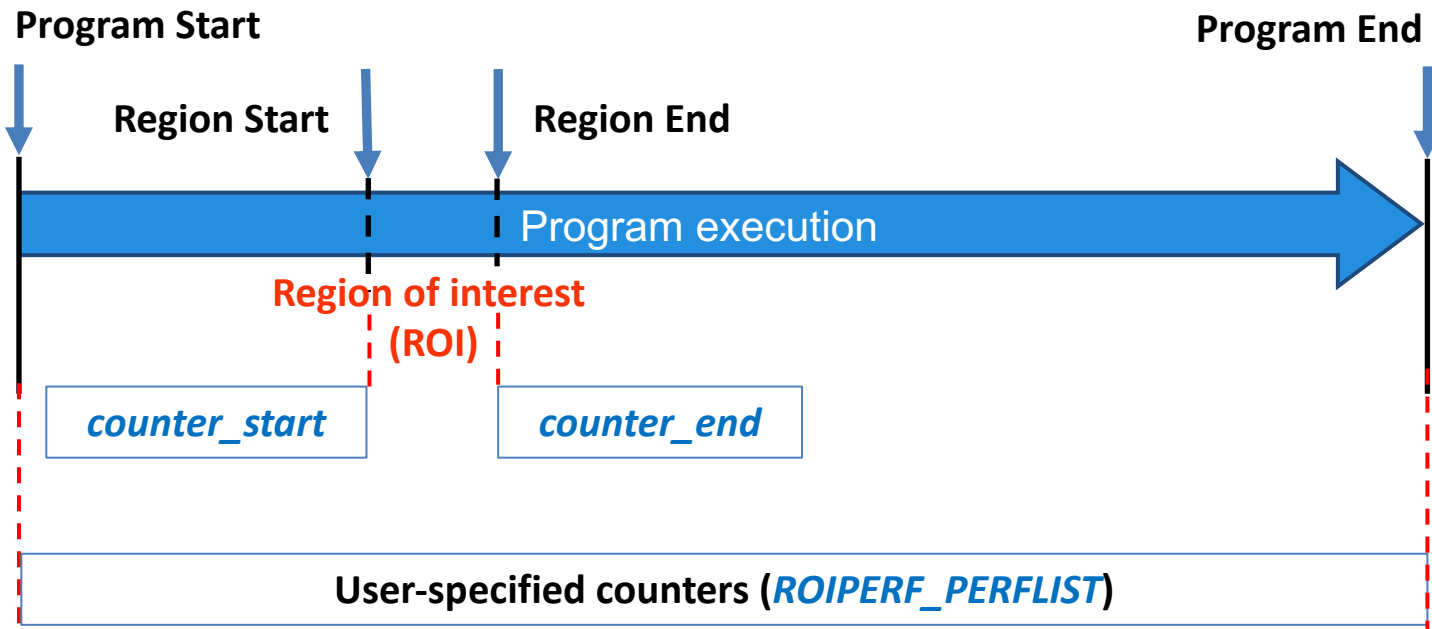 Program Start
Program End
Region Start
Region End
Program execution
Region of interest
(ROI)
counter_start
counter_end
User-specified counters (ROIPERF_PERFLIST)